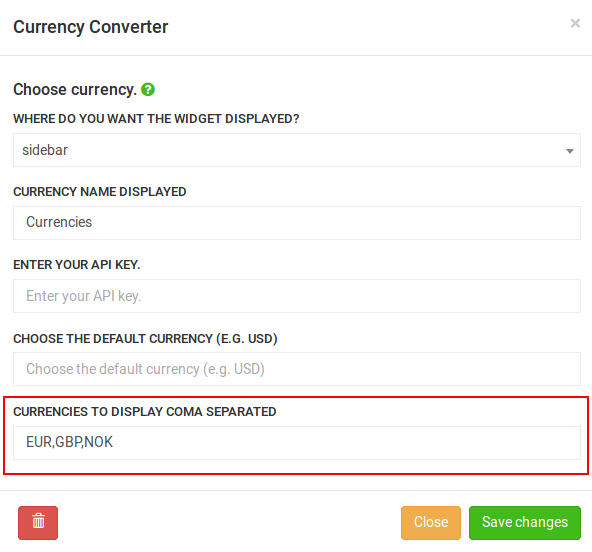 Currency Converter
×
Choose currency. ?
WHERE DO YOU WANT THE WIDGET DISPLAYED?
sidebar
CURRENCY NAME DISPLAYED
Currencies
ENTER YOUR API KEY.
Enter your API key.
CHOOSE THE DEFAULT CURRENCY (E.G. USD)
Choose the default currency (e.g. USD)
CURRENCIES TO DISPLAY COMA SEPARATED
EUR,GBP,NOK
Close
Save changes